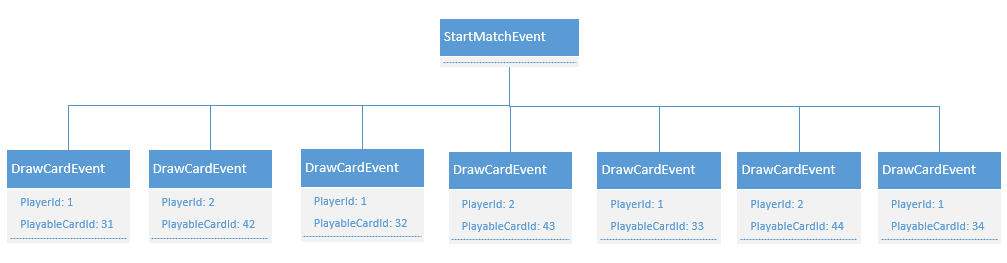 StartMatchEvent
DrawCardEvent
PlayerId: 1
PlayableCardId: 31
DrawCardEvent
PlayerId: 2
PlayableCardId: 42
DrawCardEvent
PlayerId: 1
PlayableCardId: 32
DrawCardEvent
PlayerId: 2
PlayableCardId: 43
DrawCardEvent
PlayerId: 1
PlayableCardId: 33
DrawCardEvent
PlayerId: 2
PlayableCardId: 44
DrawCardEvent
PlayerId: 1
PlayableCardId: 34